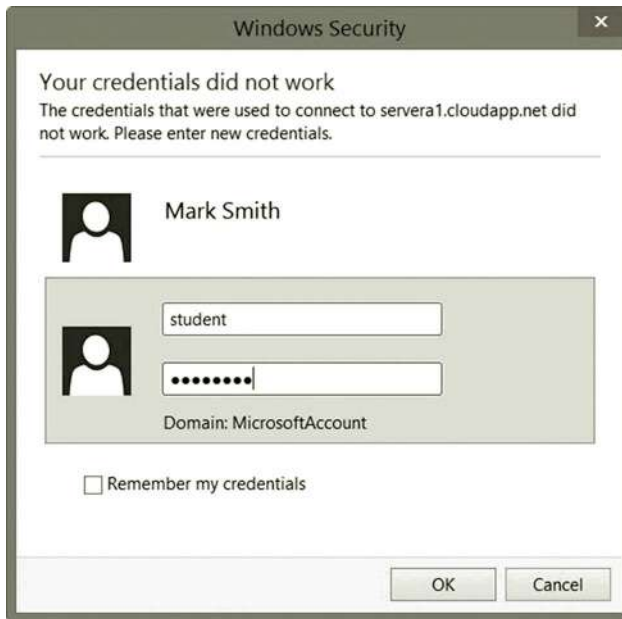 Windows Security
Your credentials did not work
The credentials that were used to connect to servera1.cloudapp.net did
not work. Please enter new credentials.
Mark Smith
student
••••••••
Domain: MicrosoftAccount
Remember my credentials
OK Cancel